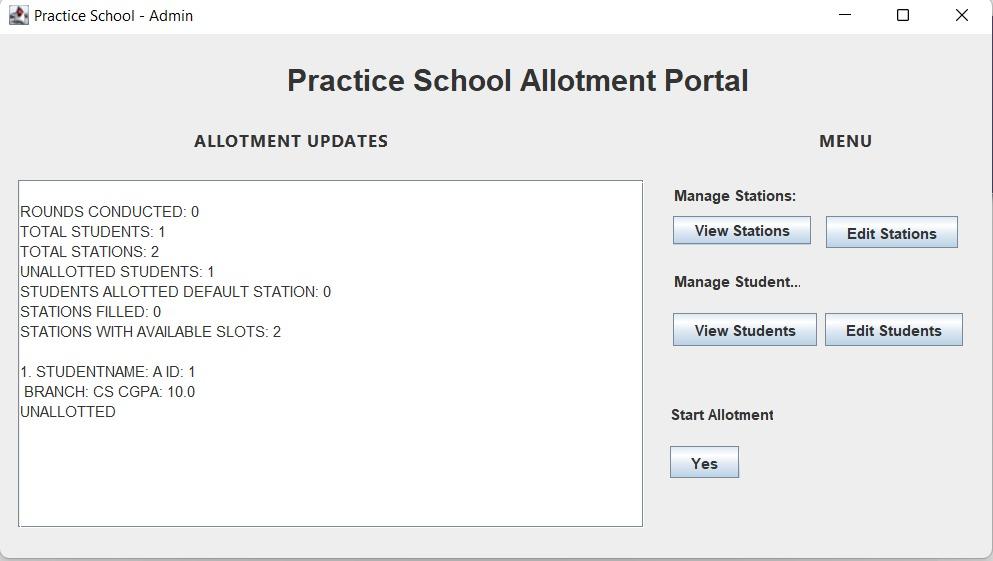 Practice School - Admin
Practice School Allotment Portal
ALLOTMENT UPDATES
ROUNDS CONDUCTED: 0
TOTAL STUDENTS: 1
TOTAL STATIONS: 2
UNALLOTTED STUDENTS: 1
STUDENTS ALLOTTED DEFAULT STATION: 0
STATIONS FILLED: 0
STATIONS WITH AVAILABLE SLOTS: 2
1. STUDENTNAME: A ID: 1
BRANCH: CS CGPA: 10.0
UNALLOTTED
MENU
Manage Stations:
View Stations Edit Stations
Manage Student...
View Students Edit Students
Start Allotment
Yes